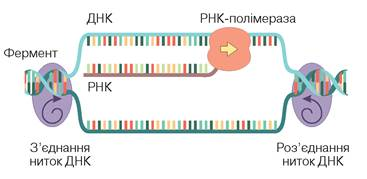 ДНК
РНК-полімераза
Фермент
РНК
З’єднання
ниток ДНК
Роз’єднання
ниток ДНК